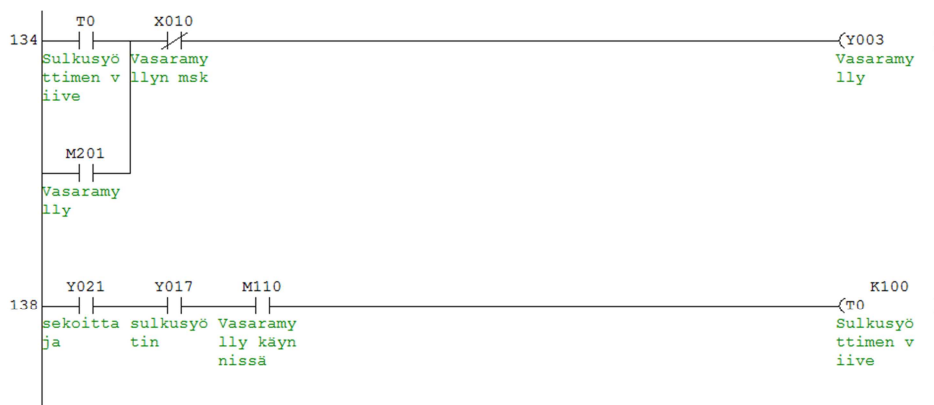 T0 X010
134 (Y003
Sulkusyö Vasaramy Vasaramy
ttimen v llyn msk lly
iive
M201
Vasaramy
lly
Y021 Y017 M110 K100
138 (T0
sekoitta sulkusyö Vasaramy Sulkusyö
ja tin lly käyn ttimen v
nissä iive